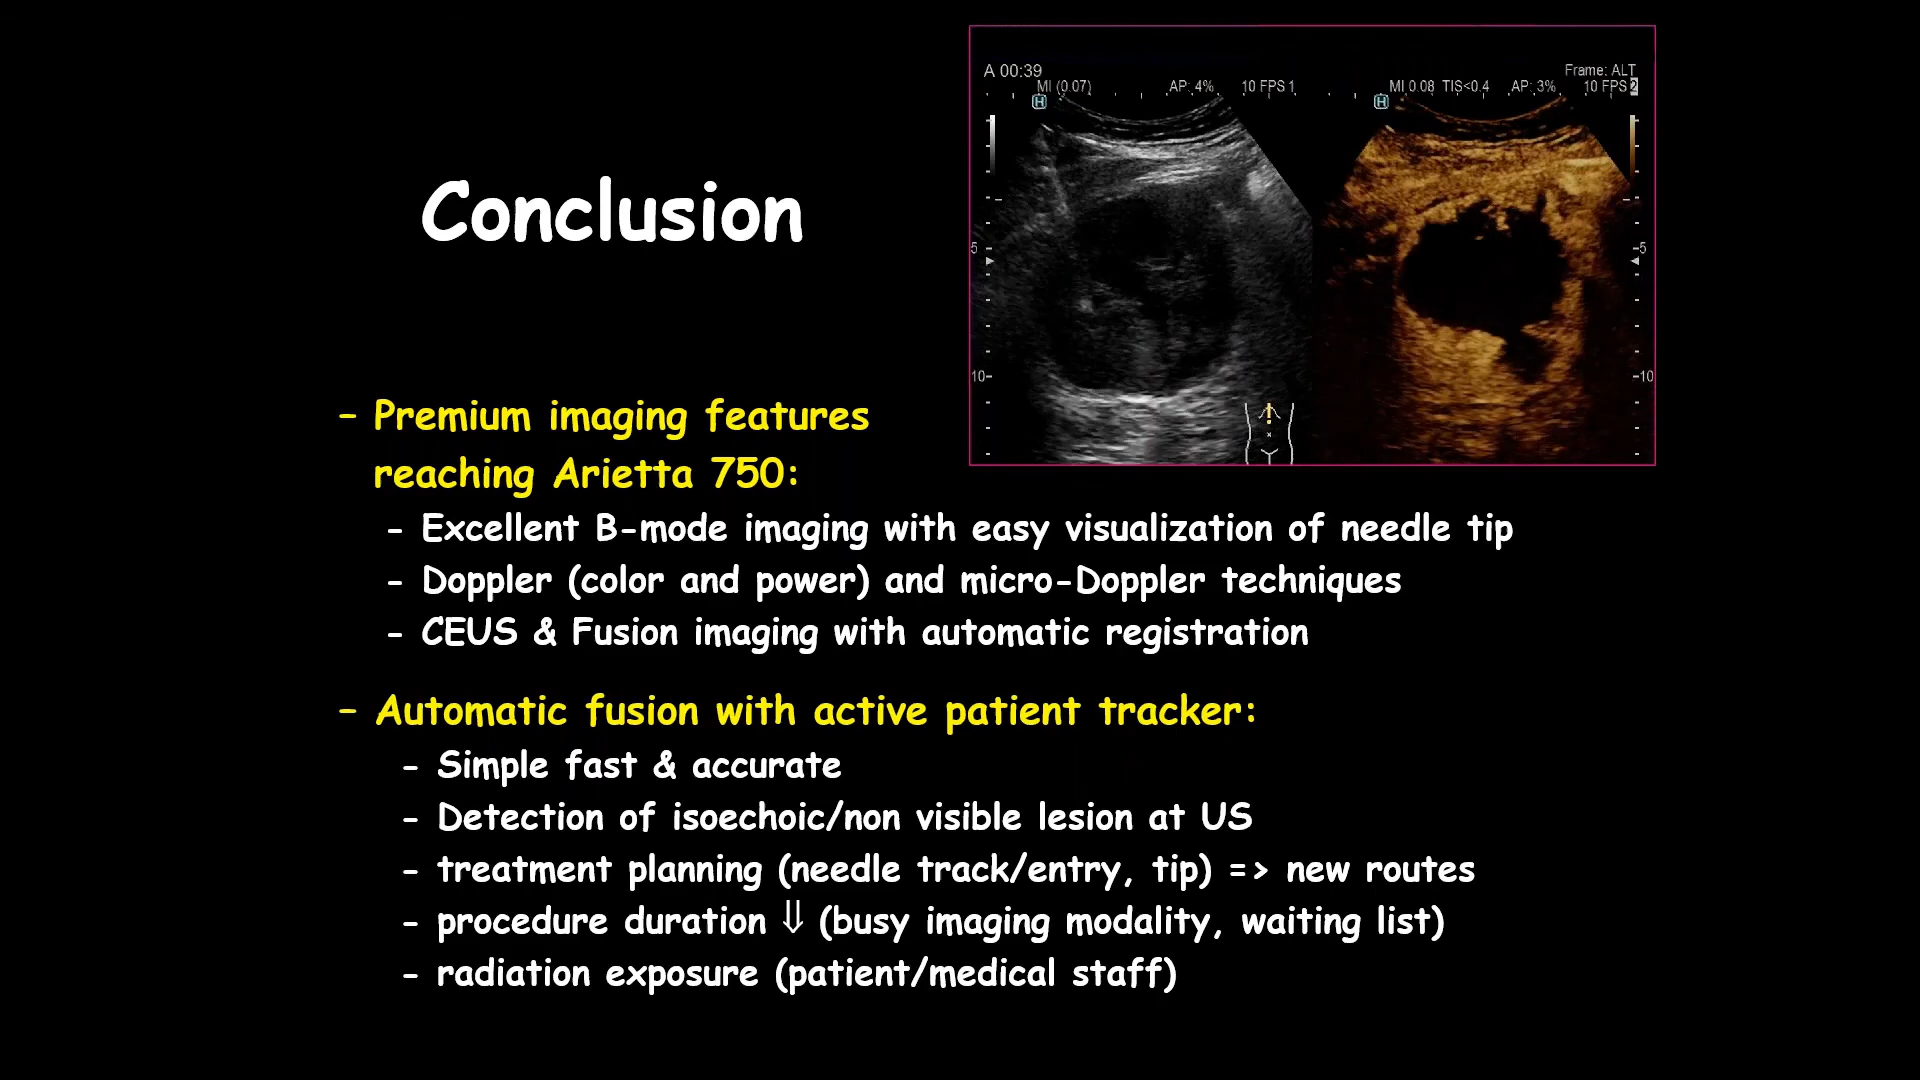 A 00:39
Frame: ALT
MI (0.07) AP: 4% 10 FPS 1
MI 0.08 TIS<0.4 AP: 3% 10 FPS 2
H
H
5
5
10
10
Conclusion
– Premium imaging features
reaching Arietta 750:
- Excellent B-mode imaging with easy visualization of needle tip
- Doppler (color and power) and micro-Doppler techniques
- CEUS & Fusion imaging with automatic registration
– Automatic fusion with active patient tracker:
- Simple fast & accurate
- Detection of isoechoic/non visible lesion at US
- treatment planning (needle track/entry, tip) => new routes
- procedure duration ⇓ (busy imaging modality, waiting list)
- radiation exposure (patient/medical staff)